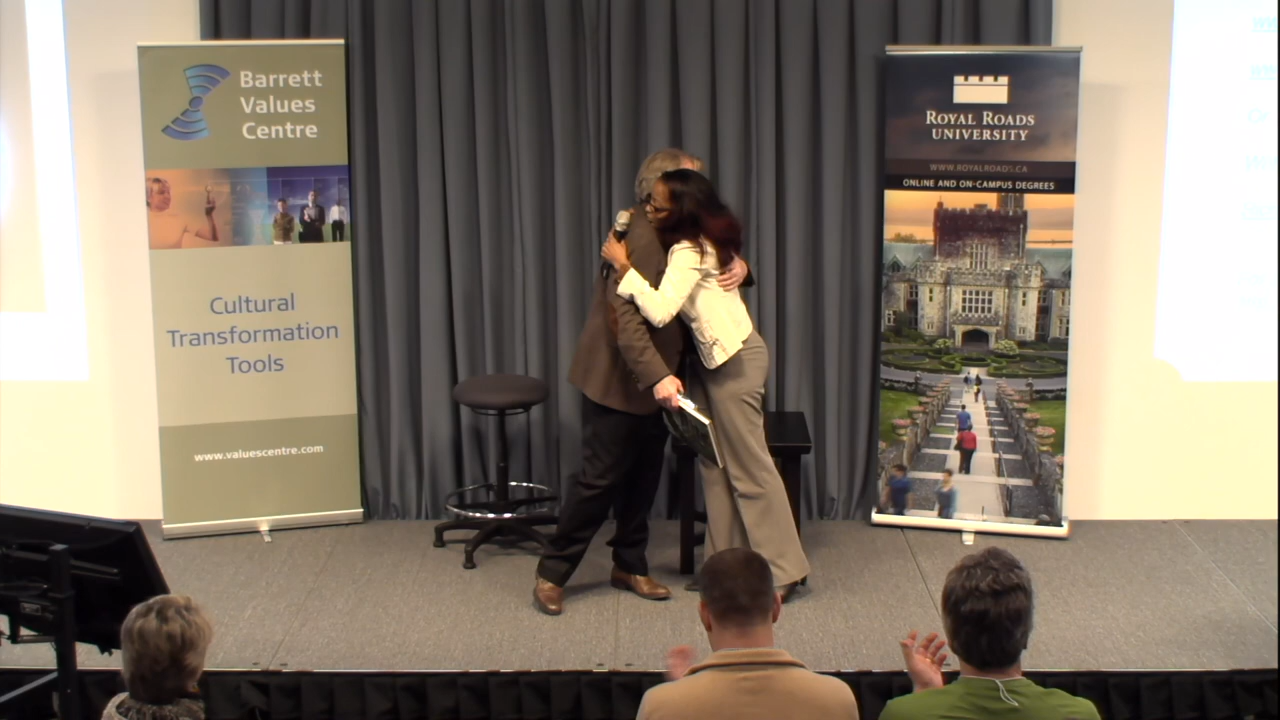 Barrett
Values
Centre
Cultural
Transformation
Tools
www.valuescentre.com
ROYAL ROADS
UNIVERSITY
WWW.ROYALROADS.CA
ONLINE AND ON-CAMPUS DEGREES